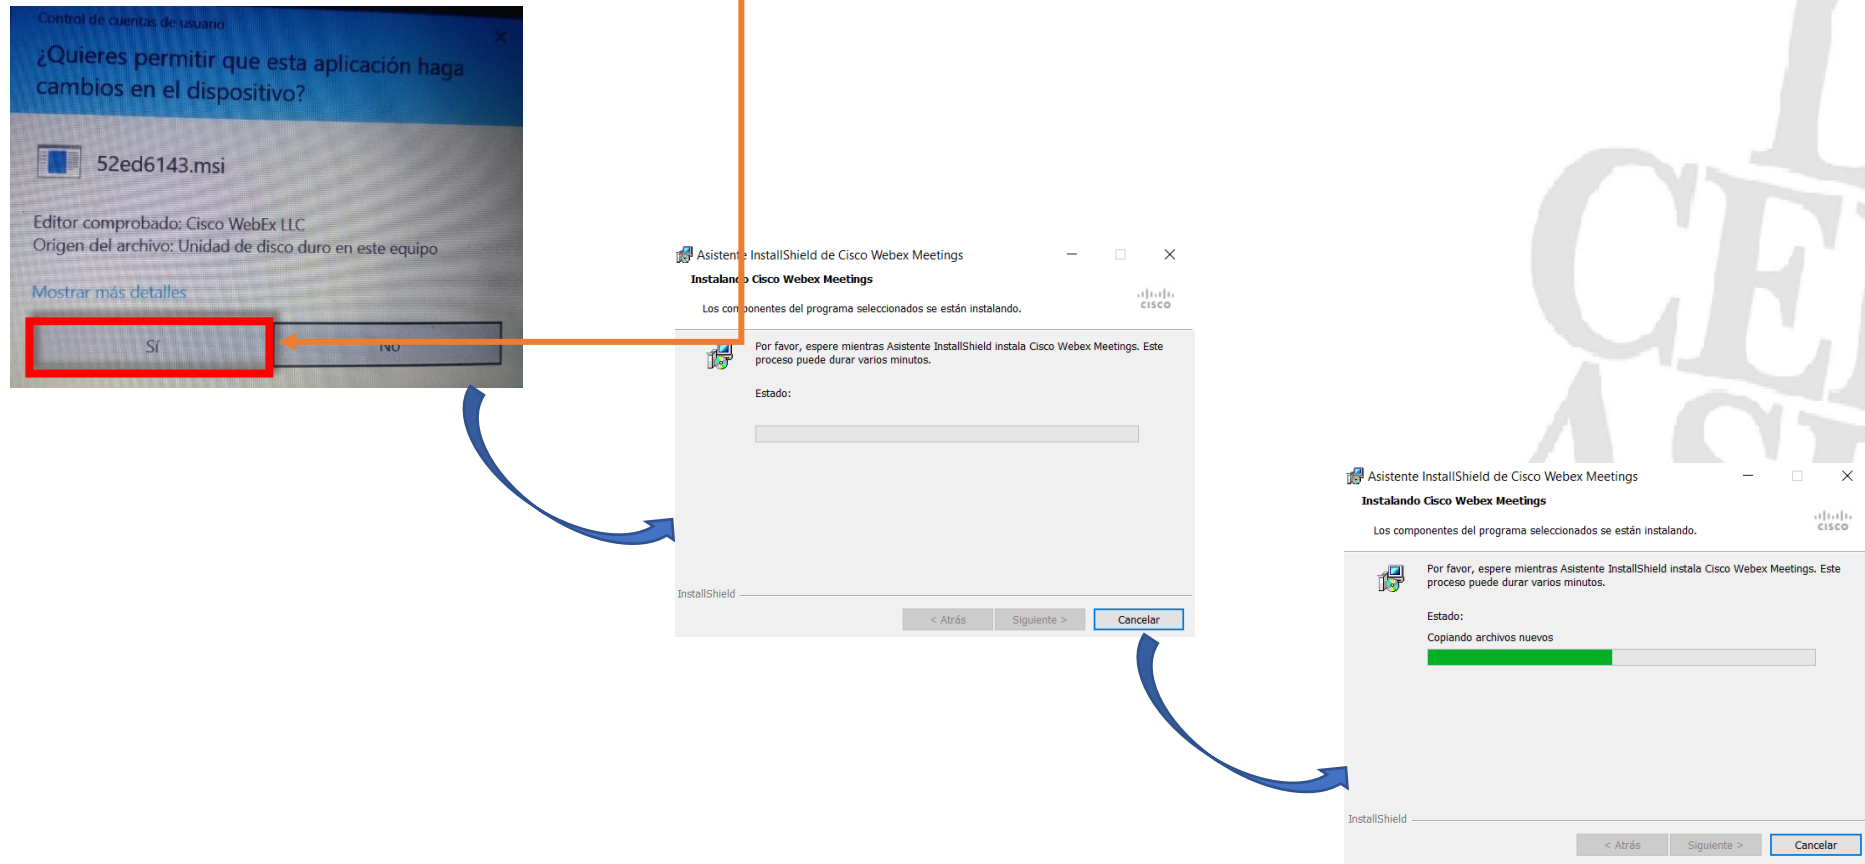 Control de cuentas de usuario
¿Quieres permitir que esta aplicación haga
cambios en el dispositivo?
52ed6143.msi
Editor comprobado: Cisco WebEx LLC
Origen del archivo: Unidad de disco duro en este equipo
Mostrar más detalles
Sí
No
Asistente InstallShield de Cisco Webex Meetings
Instalando Cisco Webex Meetings
Los componentes del programa seleccionados se están instalando.
CISCO
Por favor, espere mientras Asistente InstallShield instala Cisco Webex Meetings. Este
proceso puede durar varios minutos.
Estado:
InstallShield
< Atrás
Siguiente >
Cancelar
Asistente InstallShield de Cisco Webex Meetings
Instalando Cisco Webex Meetings
Los componentes del programa seleccionados se están instalando.
CISCO
Por favor, espere mientras Asistente InstallShield instala Cisco Webex Meetings. Este
proceso puede durar varios minutos.
Estado:
Copiando archivos nuevos
InstallShield
< Atrás
Siguiente >
Cancelar